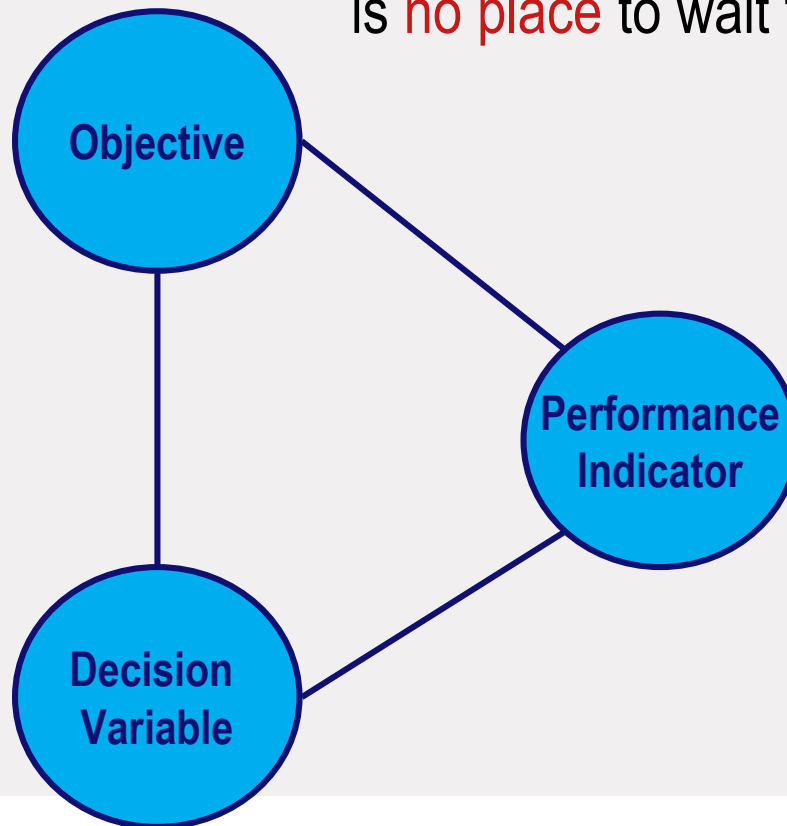 is no place to wait
Objective
Performance
Indicator
Decision
Variable